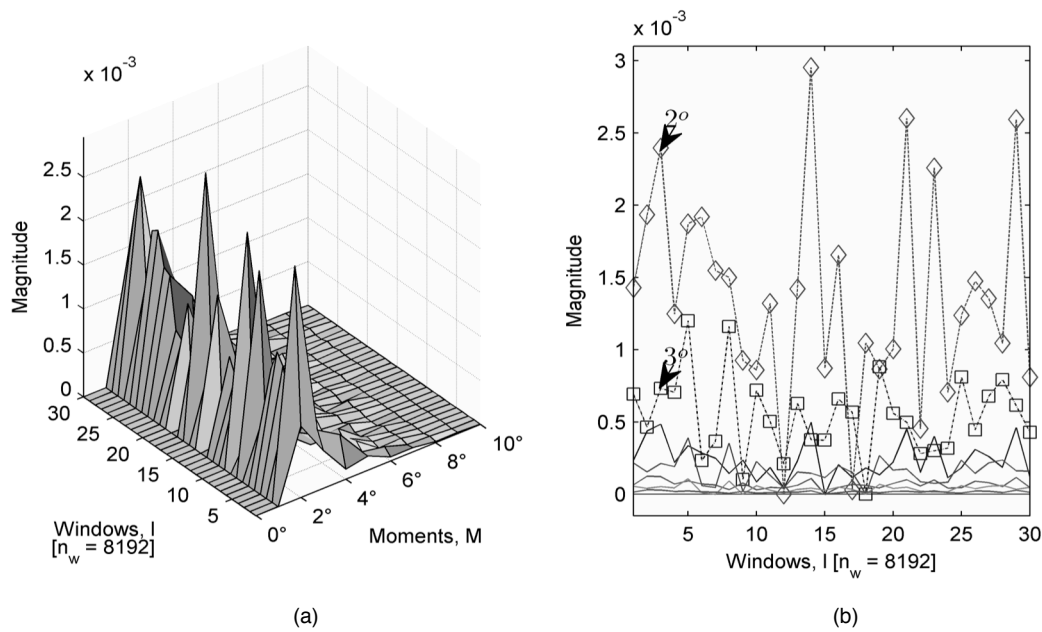 x 10⁻³
2.5
2
1.5
1
0.5
0
Magnitude
30
25
20
15
10
5
Windows, l
[n_w = 8192]
0°
2°
4°
6°
8°
10°
Moments, M
(a)
x 10⁻³
3
2.5
2
1.5
1
0.5
0
Magnitude
2º
3º
5
10
15
20
25
30
Windows, l [n_w = 8192]
(b)